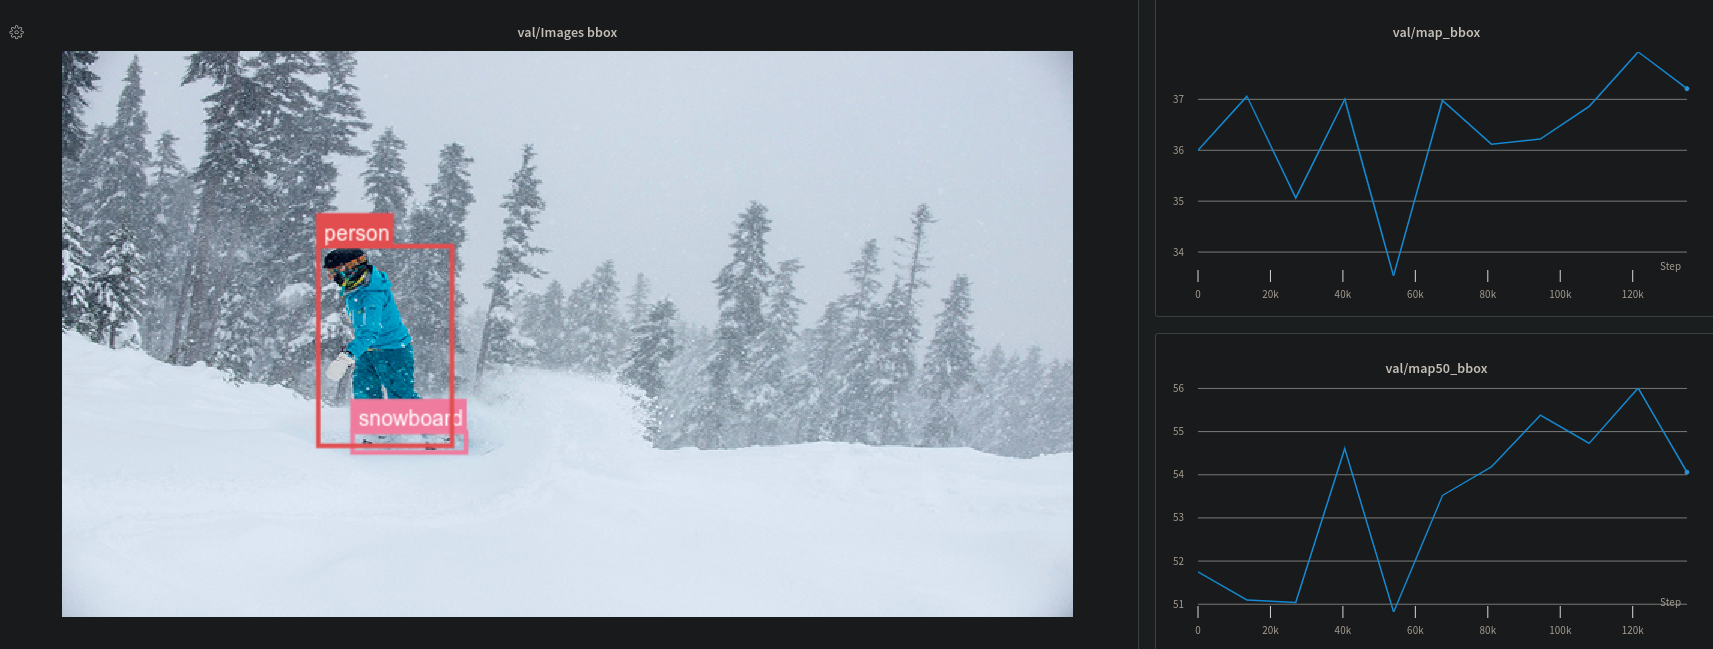 val/Images bbox
person
snowboard
val/map_bbox
37
36
35
34
Step
0 20k 40k 60k 80k 100k 120k
val/map50_bbox
56
55
54
53
52
51
Step
0 20k 40k 60k 80k 100k 120k